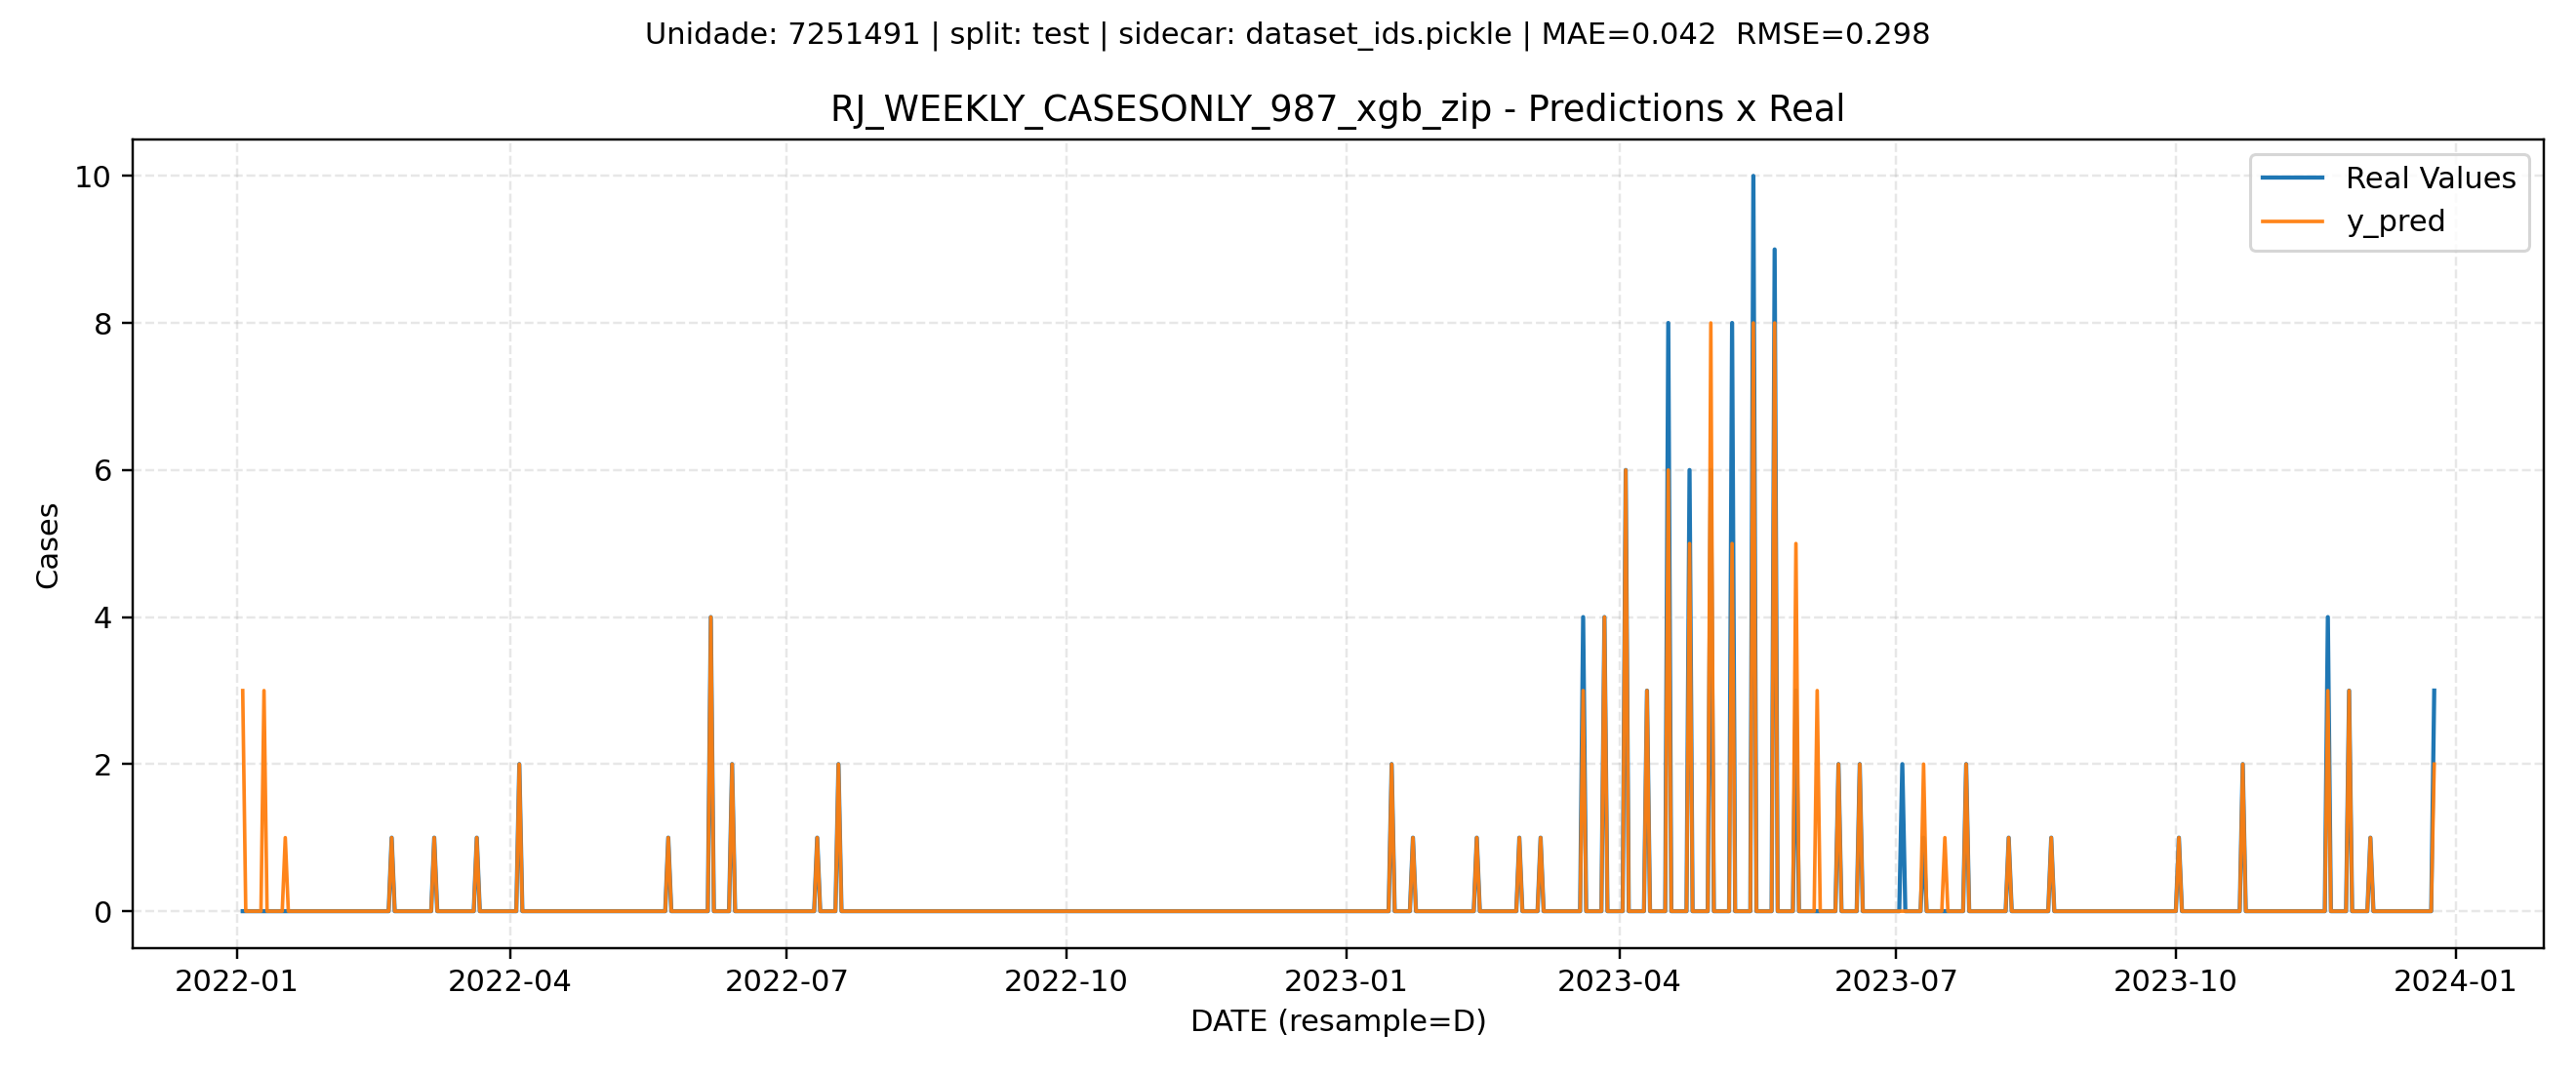 Unidade: 7251491 | split: test | sidecar: dataset_ids.pickle | MAE=0.042  RMSE=0.298
RJ_WEEKLY_CASESONLY_987_xgb_zip - Predictions x Real
Real Values
y_pred
Cases
10
8
6
4
2
0
2022-01
2022-04
2022-07
2022-10
2023-01
2023-04
2023-07
2023-10
2024-01
DATE (resample=D)